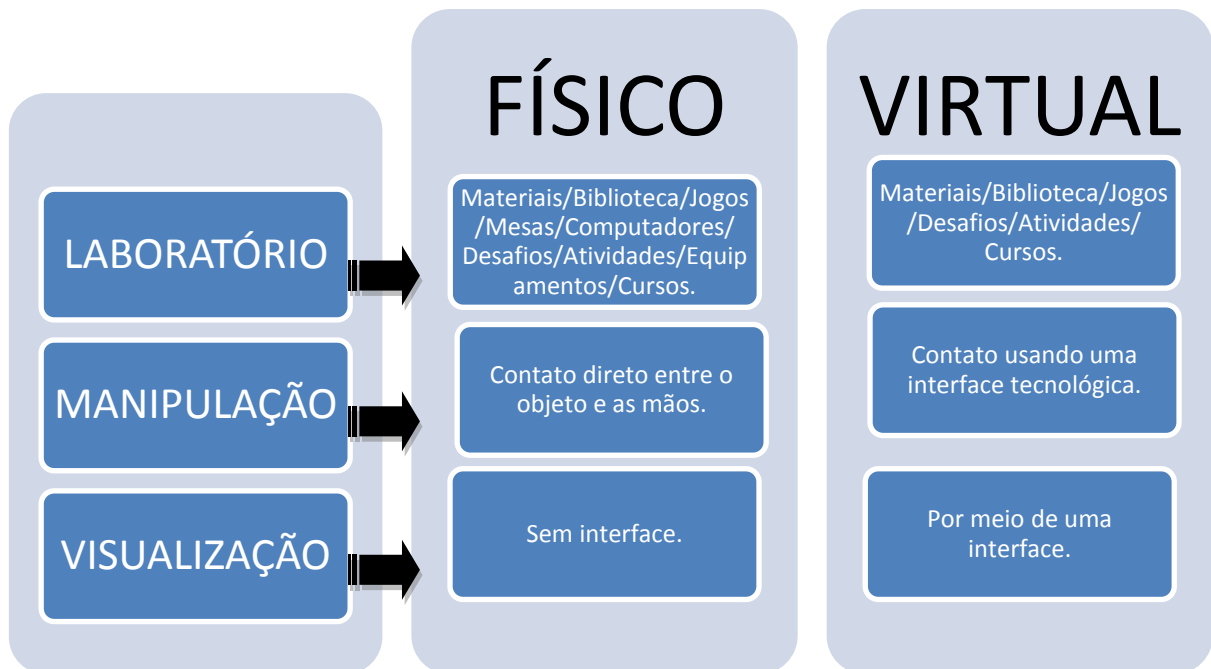 FÍSICO
VIRTUAL
LABORATÓRIO
Materiais/Biblioteca/Jogos
/Mesas/Computadores/
Desafios/Atividades/Equip
amentos/Cursos.
Materiais/Biblioteca/Jogos
/Desafios/Atividades/
Cursos.
MANIPULAÇÃO
Contato direto entre o
objeto e as mãos.
Contato usando uma
interface tecnológica.
VISUALIZAÇÃO
Sem interface.
Por meio de uma
interface.